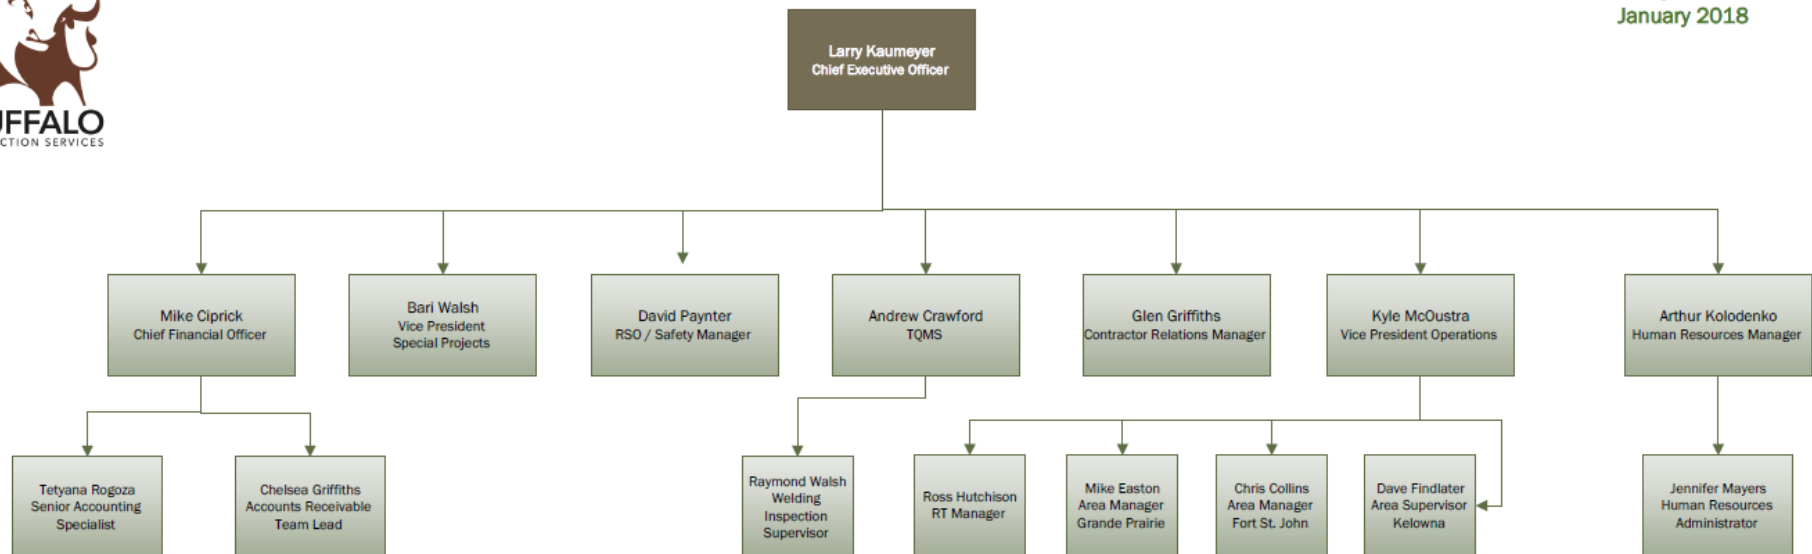 January 2018
Larry Kaumeyer
Chief Executive Officer
UFFALO
CTION SERVICES
Mike Ciprick
Chief Financial Officer
Bari Walsh
Vice President
Special Projects
David Paynter
RSO / Safety Manager
Andrew Crawford
TQMS
Glen Griffiths
Contractor Relations Manager
Kyle McOustra
Vice President Operations
Arthur Kolodenko
Human Resources Manager
Tetyana Rogoza
Senior Accounting
Specialist
Chelsea Griffiths
Accounts Receivable
Team Lead
Raymond Walsh
Welding
Inspection
Supervisor
Ross Hutchison
RT Manager
Mike Easton
Area Manager
Grande Prairie
Chris Collins
Area Manager
Fort St. John
Dave Findlater
Area Supervisor
Kelowna
Jennifer Mayers
Human Resources
Administrator